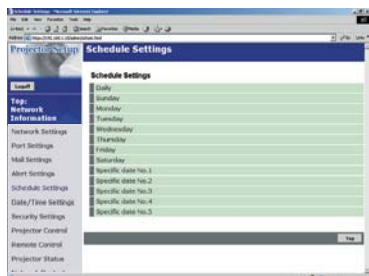 Schedule Settings - Microsoft Internet Explorer
Projector Setup
Schedule Settings
Logoff
Top:
Network
Information
Network Settings
Port Settings
Mail Settings
Alert Settings
Schedule Settings
Date/Time Settings
Security Settings
Projector Control
Remote Control
Projector Status
Schedule Settings
Daily
Sunday
Monday
Tuesday
Wednesday
Thursday
Friday
Saturday
Specific date No.1
Specific date No.2
Specific date No.3
Specific date No.4
Specific date No.5
Top